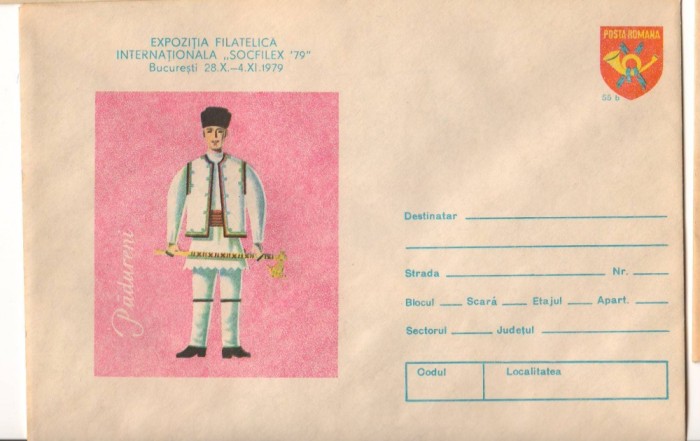 EXPOZIȚIA FILATELICĂ
INTERNAȚIONALĂ „SOCFILEX '79"
București 28.X.—4.XI.1979
POSTA ROMANA
55 b
Pădureni
Destinatar
Strada Nr.
Blocul Scară Etajul Apart.
Sectorul Județul
Codul Localitatea